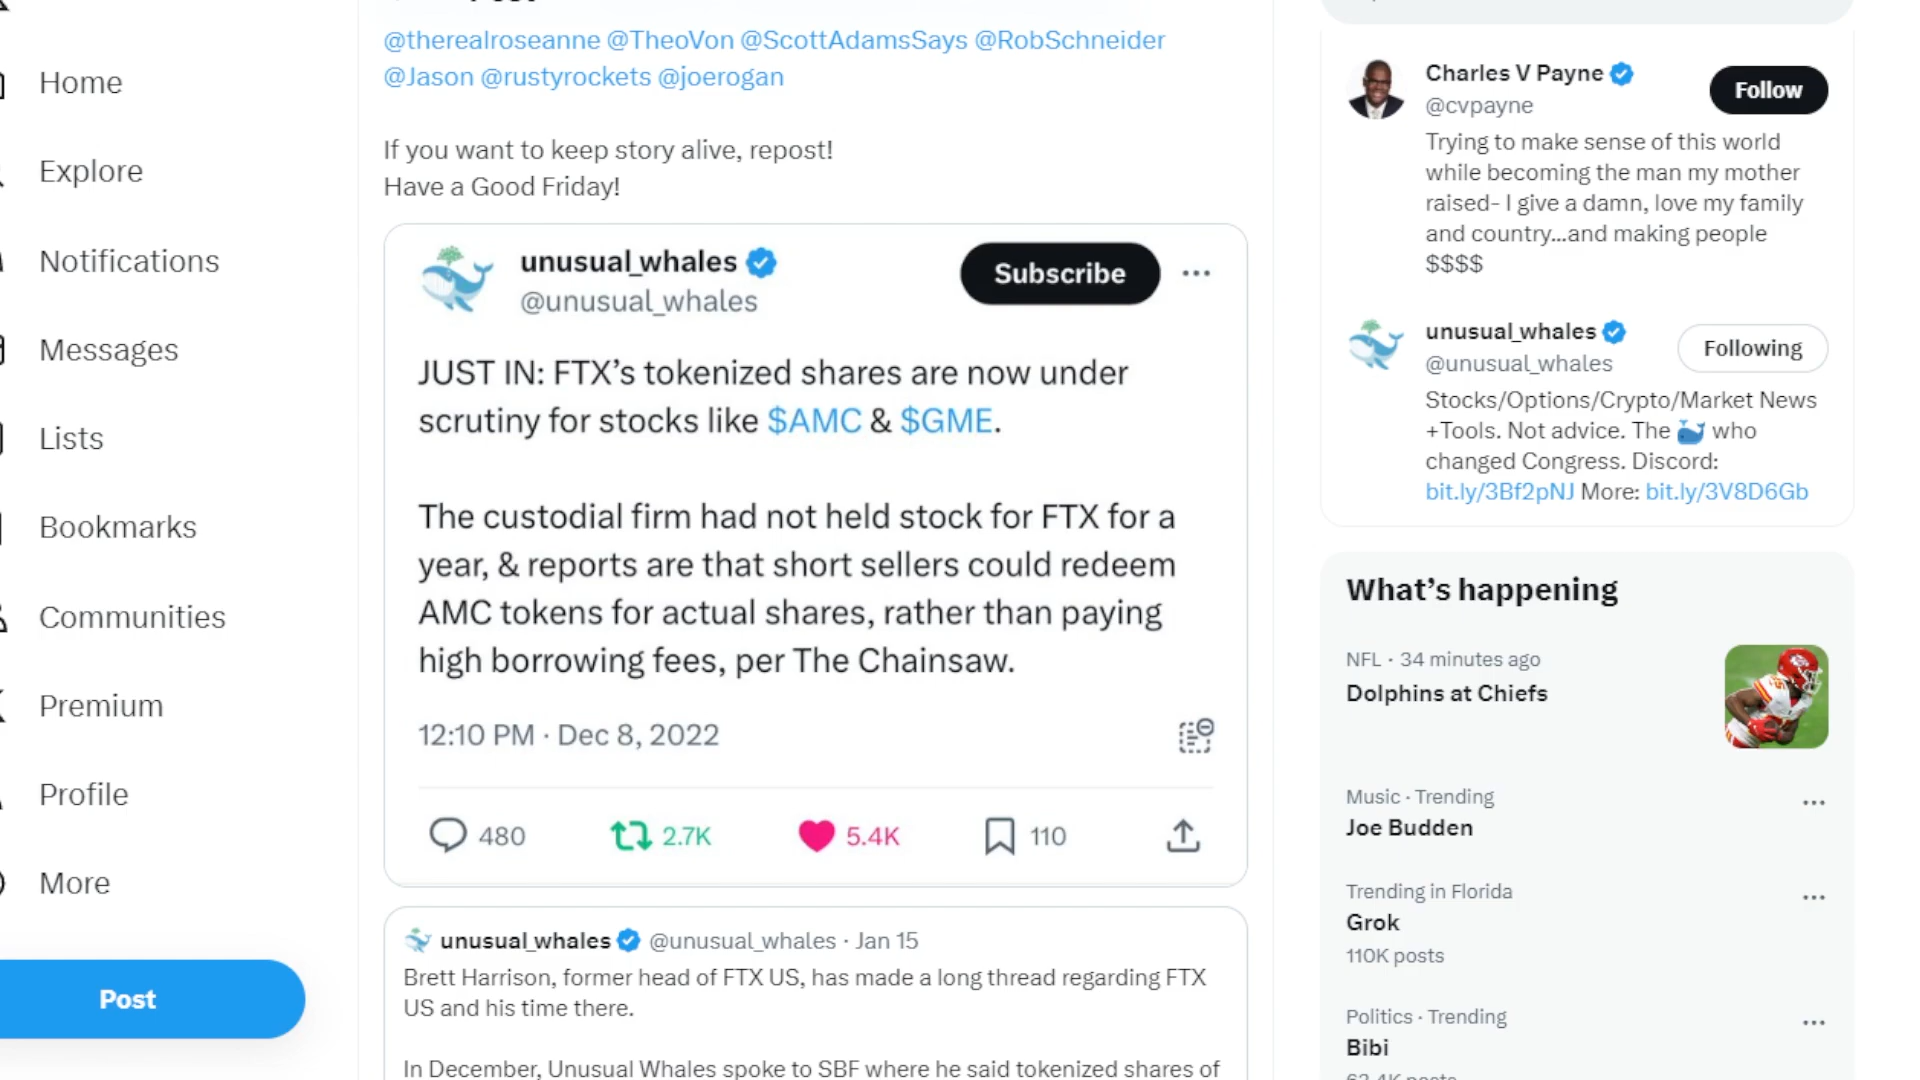 Home
Explore
Notifications
Messages
Lists
Bookmarks
Communities
Premium
Profile
More
Post
@therealroseanne @TheoVon @ScottAdamsSays @RobSchneider
@Jason @rustyrockets @joerogan
If you want to keep story alive, repost!
Have a Good Friday!
unusual_whales
@unusual_whales
Subscribe
JUST IN: FTX’s tokenized shares are now under
scrutiny for stocks like $AMC & $GME.
The custodial firm had not held stock for FTX for a
year, & reports are that short sellers could redeem
AMC tokens for actual shares, rather than paying
high borrowing fees, per The Chainsaw.
12:10 PM · Dec 8, 2022
480 2.7K 5.4K 110
unusual_whales @unusual_whales · Jan 15
Brett Harrison, former head of FTX US, has made a long thread regarding FTX
US and his time there.
In December, Unusual Whales spoke to SBF where he said tokenized shares of
Charles V Payne
@cvpayne
Follow
Trying to make sense of this world
while becoming the man my mother
raised- I give a damn, love my family
and country...and making people
$$$$
unusual_whales
@unusual_whales
Following
Stocks/Options/Crypto/Market News
+Tools. Not advice. The 🐳 who
changed Congress. Discord:
bit.ly/3Bf2pNJ More: bit.ly/3V8D6Gb
What’s happening
NFL · 34 minutes ago
Dolphins at Chiefs
Music · Trending
Joe Budden
Trending in Florida
Grok
110K posts
Politics · Trending
Bibi